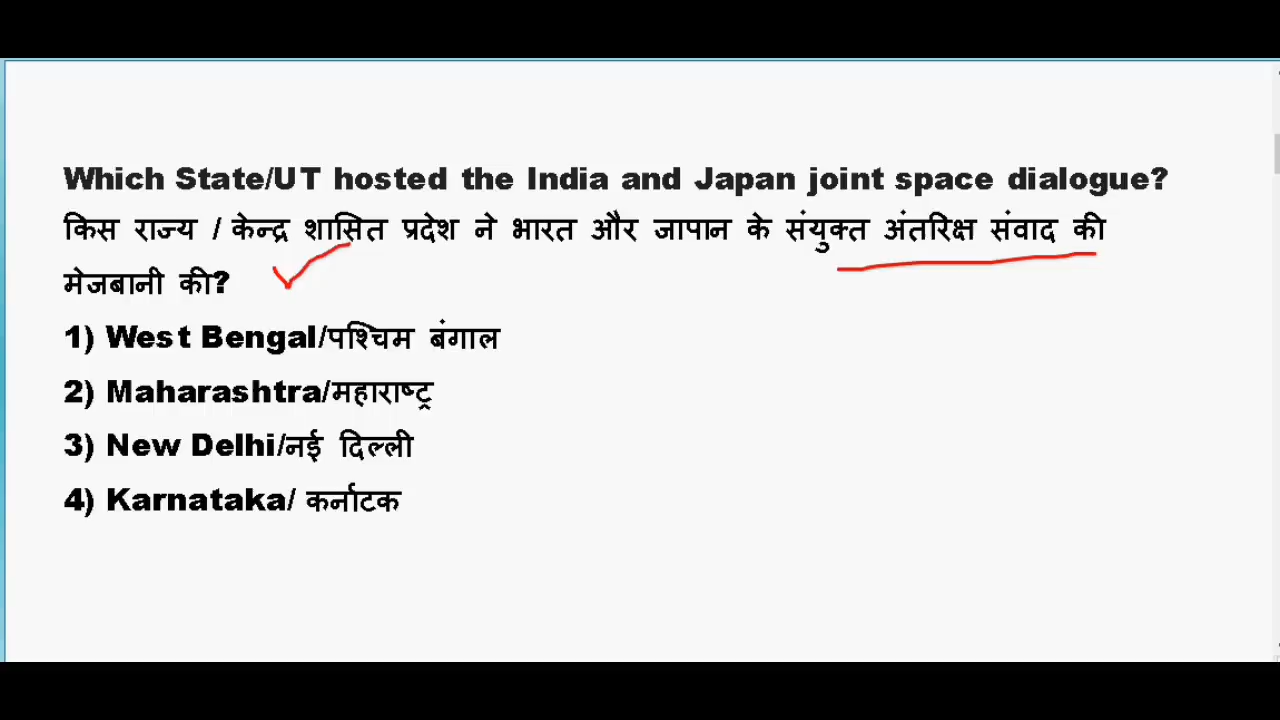 Which State/UT hosted the India and Japan joint space dialogue?
किस राज्य / केन्द्र शासित प्रदेश ने भारत और जापान के संयुक्त अंतरिक्ष संवाद की
मेजबानी की?
1) West Bengal/पश्चिम बंगाल
2) Maharashtra/महाराष्ट्र
3) New Delhi/नई दिल्ली
4) Karnataka/ कर्नाटक